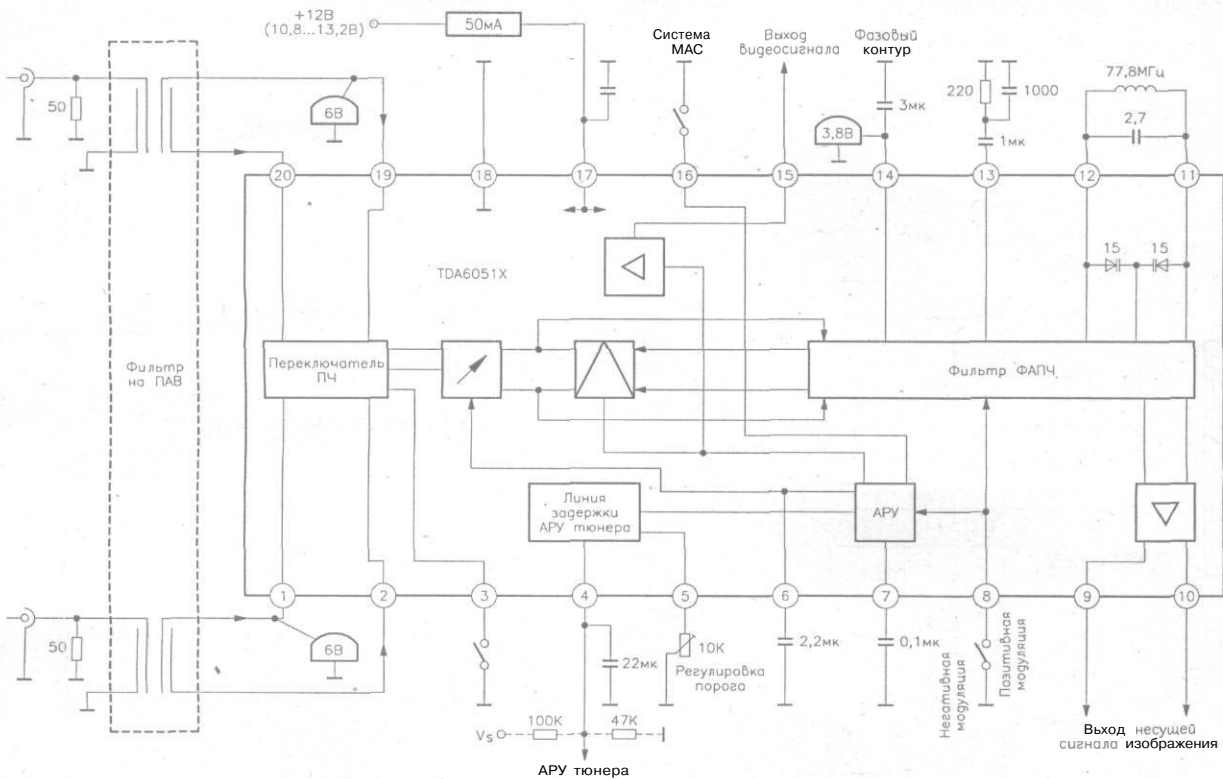 +12В
(10,8...13,2В)
50мА
Система
МАС
Выход
видеосигнала
Фазовый
контур
77,8МГц
50
6В
3мк
220
1000
2,7
3,8В
1мк
20
19
18
17
16
15
14
13
12
11
TDA6051X
15
15
Фильтр
на ПАВ
Переключатель
ПЧ
Фильтр ФАПЧ
Линия
задержки
АРУ тюнера
АРУ
1
2
3
4
5
6
7
8
9
10
50
6В
22мк
10К
Регулировка
порога
2,2мк
0,1мк
Негативная
модуляция
Позитивная
модуляция
Vs
100К
47К
АРУ тюнера
Выход несущей
сигнала изображения